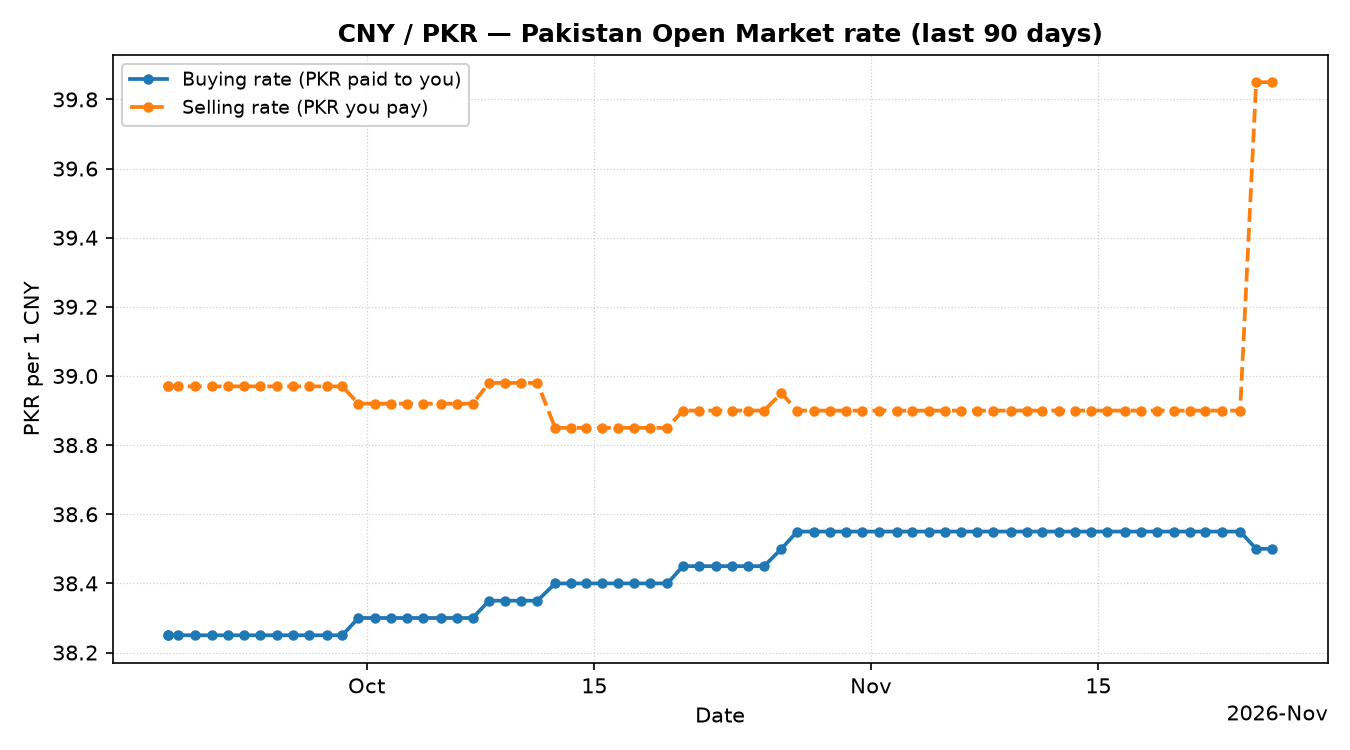 CNY / PKR — Pakistan Open Market rate (last 90 days)
Buying rate (PKR paid to you)
Selling rate (PKR you pay)
PKR per 1 CNY
39.8
39.6
39.4
39.2
39.0
38.8
38.6
38.4
38.2
Oct
15
Nov
15
Date
2026-Nov